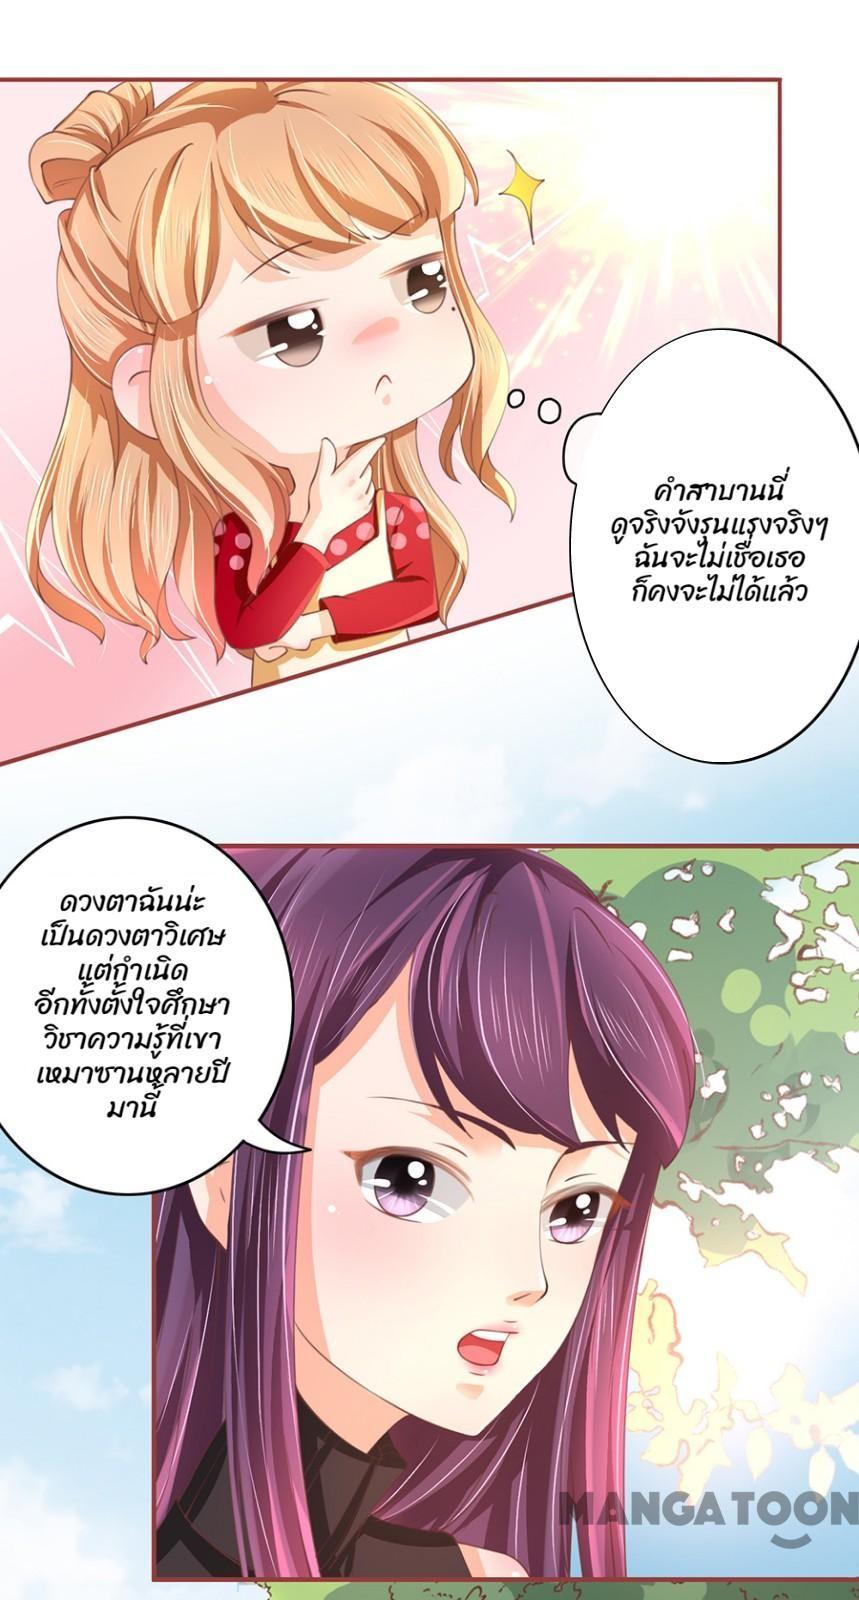 คำสาบานนี่
ดูจริงจังรุนแรงจริงๆ
ฉันจะไม่เชื่อเธอ
ก็คงจะไม่ได้แล้ว
ดวงตาฉันน่ะ
เป็นดวงตาวิเศษ
แต่กำเนิด
อีกทั้งตั้งใจศึกษา
วิชาความรู้ที่เขา
เหมาซานหลายปี
มานี้
MANGATOON